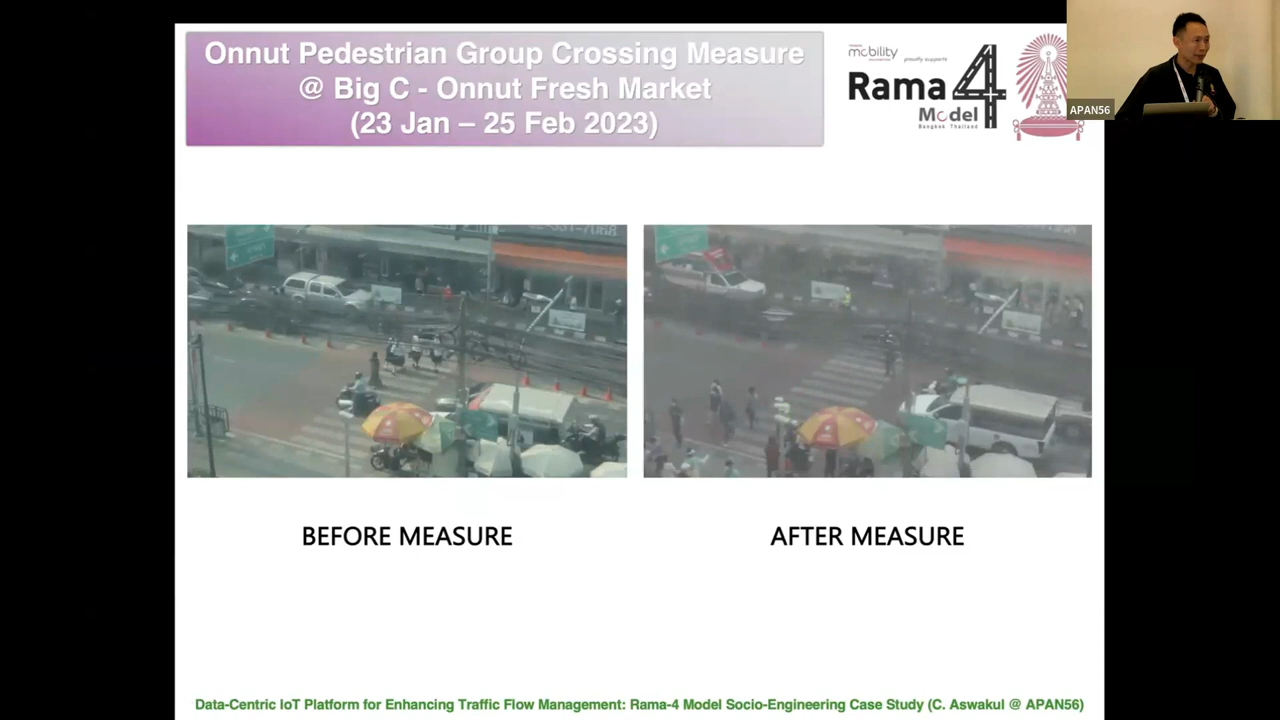 Onnut Pedestrian Group Crossing Measure
@ Big C - Onnut Fresh Market
(23 Jan – 25 Feb 2023)
mobility
proudly supports
Rama 4
Model
Bangkok Thailand
APAN56
BEFORE MEASURE
AFTER MEASURE
Data-Centric IoT Platform for Enhancing Traffic Flow Management: Rama-4 Model Socio-Engineering Case Study (C. Aswakul @ APAN56)